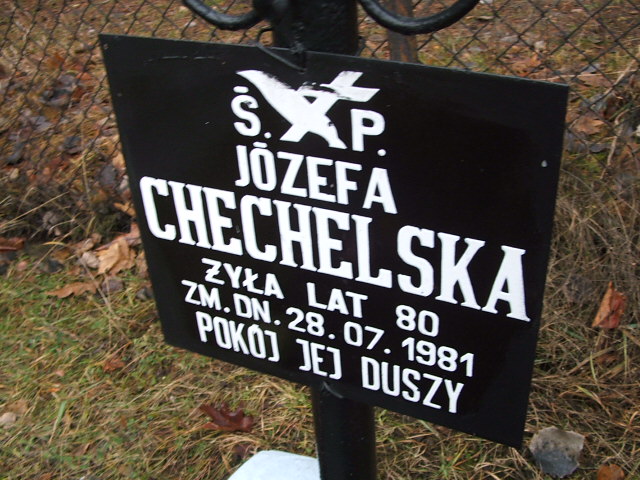 Ś. P.
JÓZEFA
CHECHELSKA
ŻYŁA LAT 80
ZM. DN. 28. 07. 1981
POKÓJ JEJ DUSZY